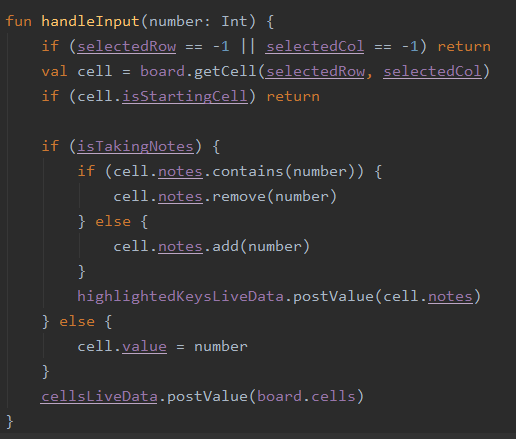 fun handleInput(number: Int) {
    if (selectedRow == -1 || selectedCol == -1) return
    val cell = board.getCell(selectedRow, selectedCol)
    if (cell.isStartingCell) return

    if (isTakingNotes) {
        if (cell.notes.contains(number)) {
            cell.notes.remove(number)
        } else {
            cell.notes.add(number)
        }
        highlightedKeysLiveData.postValue(cell.notes)
    } else {
        cell.value = number
    }
    cellsLiveData.postValue(board.cells)
}